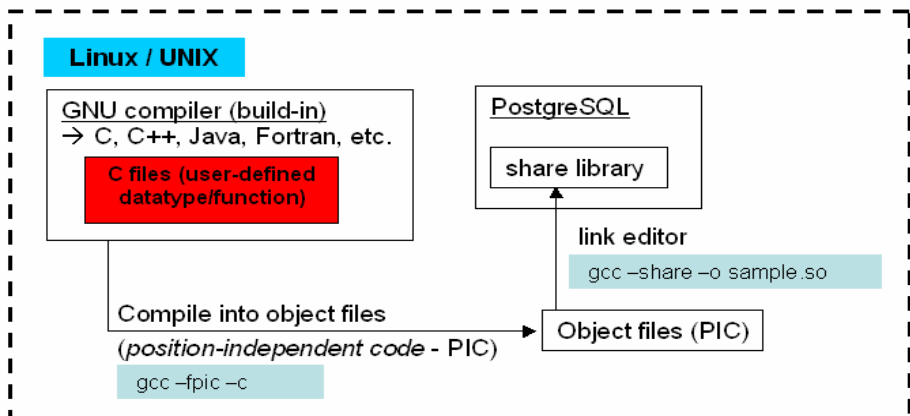 Linux / UNIX
GNU compiler (build-in)
→ C, C++, Java, Fortran, etc.
C files (user-defined
datatype/function)
PostgreSQL
share library
link editor
gcc –share –o sample.so
Compile into object files
(position-independent code - PIC)
gcc –fpic –c
Object files (PIC)